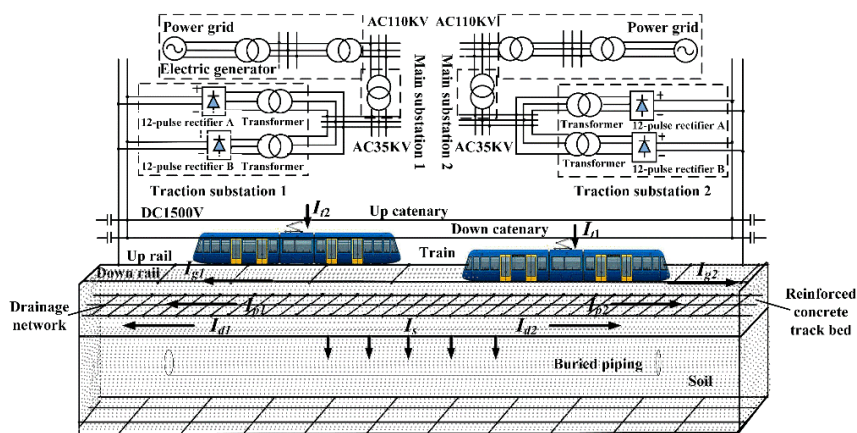 AC110KV AC110KV
Power grid
Power grid
Electric generator
Main substation 1
Main substation 2
12-pulse rectifier A
Transformer
12-pulse rectifier B
Transformer
AC35KV
AC35KV
Transformer
12-pulse rectifier A
Transformer
12-pulse rectifier B
Traction substation 1
Traction substation 2
DC1500V
It2
Up catenary
Down catenary
It1
Up rail
Train
Down rail
Ig1
Ig2
Drainage
network
Ip1
Ip2
Reinforced
concrete
track bed
Id1
Is
Id2
Buried piping
Soil